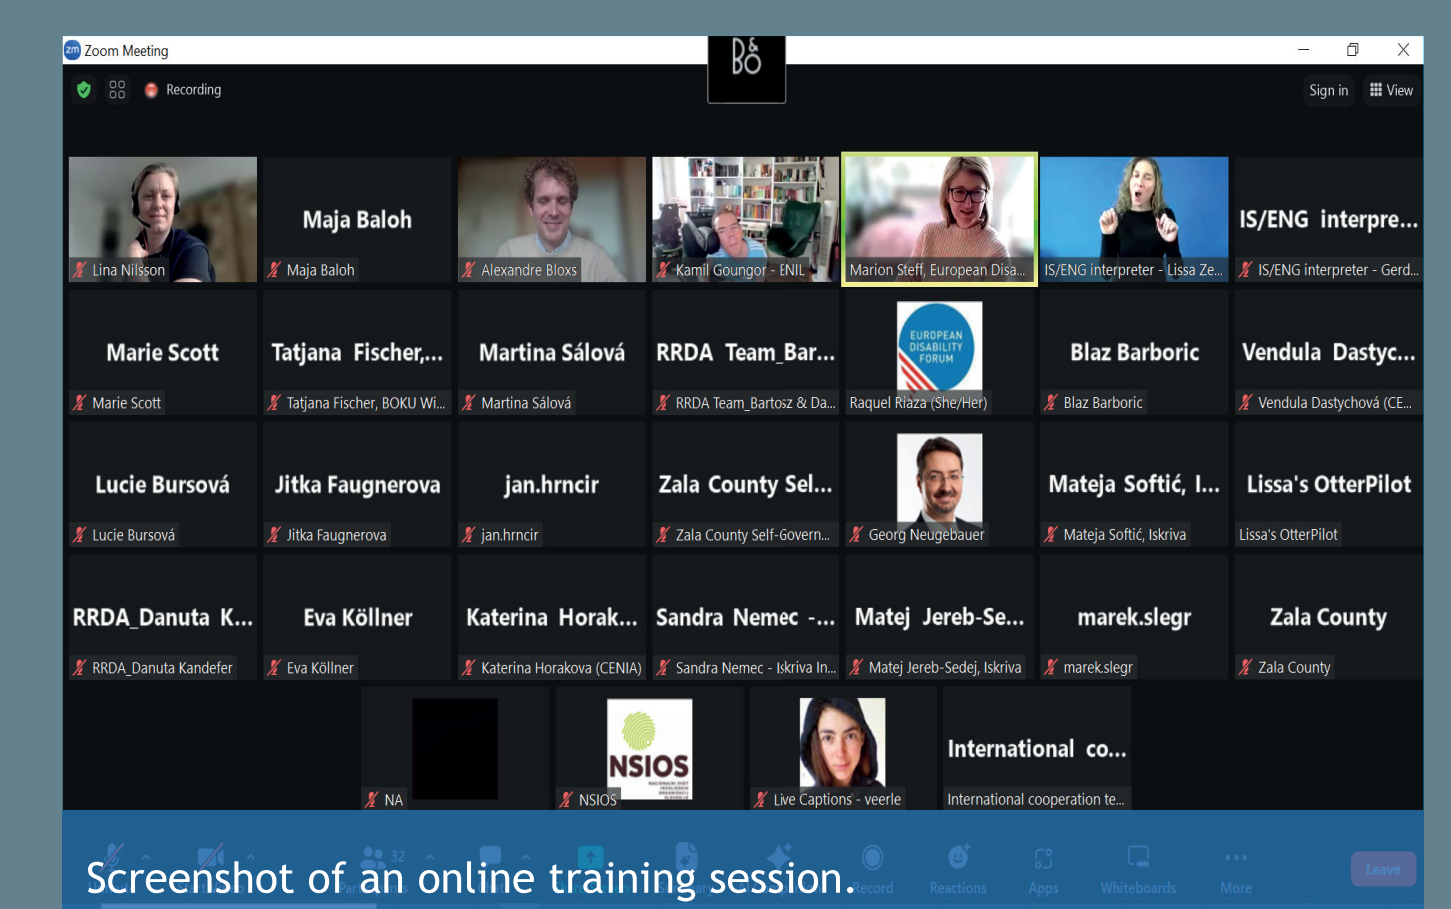 zm Zoom Meeting
B&
BO
Recording
Sign in
View
Maja Baloh
IS/ENG interpre...
Lina Nilsson
Maja Baloh
Alexandre Bloxs
Kamil Goungor - ENIL
Marion Steff, European Disa...
IS/ENG interpreter - Lissa Ze...
IS/ENG interpreter - Gerd...
Marie Scott
Tatjana Fischer,...
Martina Sálová
RRDA Team_Bar...
EUROPEAN
DISABILITY
FORUM
Blaz Barboric
Vendula Dastyc...
Marie Scott
Tatjana Fischer, BOKU Wi...
Martina Sálová
RRDA Team_Bartosz & Da...
Raquel Riaza (She/Her)
Blaz Barboric
Vendula Dastychová (CE...
Lucie Bursová
Jitka Faugnerova
jan.hrncir
Zala County Sel...
Mateja Softić, I...
Lissa's OtterPilot
Lucie Bursová
Jitka Faugnerova
jan.hrncir
Zala County Self-Govern...
Georg Neugebauer
Mateja Softić, Iskriva
Lissa's OtterPilot
RRDA_Danuta K...
Eva Köllner
Katerina Horak...
Sandra Nemec -...
Matej Jereb-Se...
marek.slegr
Zala County
RRDA_Danuta Kandefer
Eva Köllner
Katerina Horakova (CENIA)
Sandra Nemec - Iskriva In...
Matej Jereb-Sedej, Iskriva
marek.slegr
Zala County
NSIOS
NACIONALNI SVET
INVALIDSKIH
ORGANIZACIJ
SLOVENIJE
International co...
NA
NSIOS
Live Captions - veerle
International cooperation te...
32
Screenshot of an online training session.
Record
Reactions
Apps
Whiteboards
More
Leave